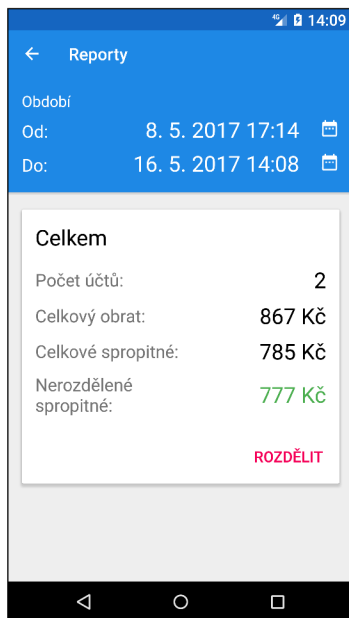 4G 14:09
Reporty
Období
Od: 8. 5. 2017 17:14
Do: 16. 5. 2017 14:08
Celkem
Počet účtů: 2
Celkový obrat: 867 Kč
Celkové spropitné: 785 Kč
Nerozdělené
spropitné: 777 Kč
ROZDĚLIT